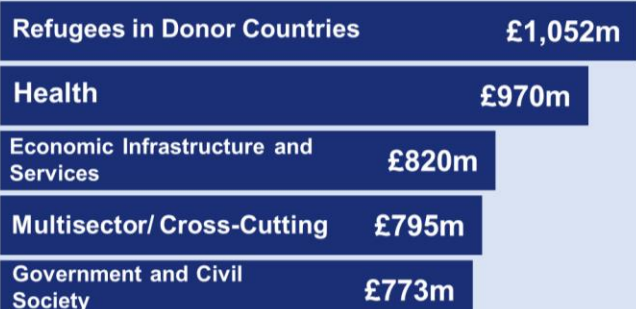 Refugees in Donor Countries £1,052m
Health £970m
Economic Infrastructure and
Services £820m
Multisector/ Cross-Cutting £795m
Government and Civil
Society £773m